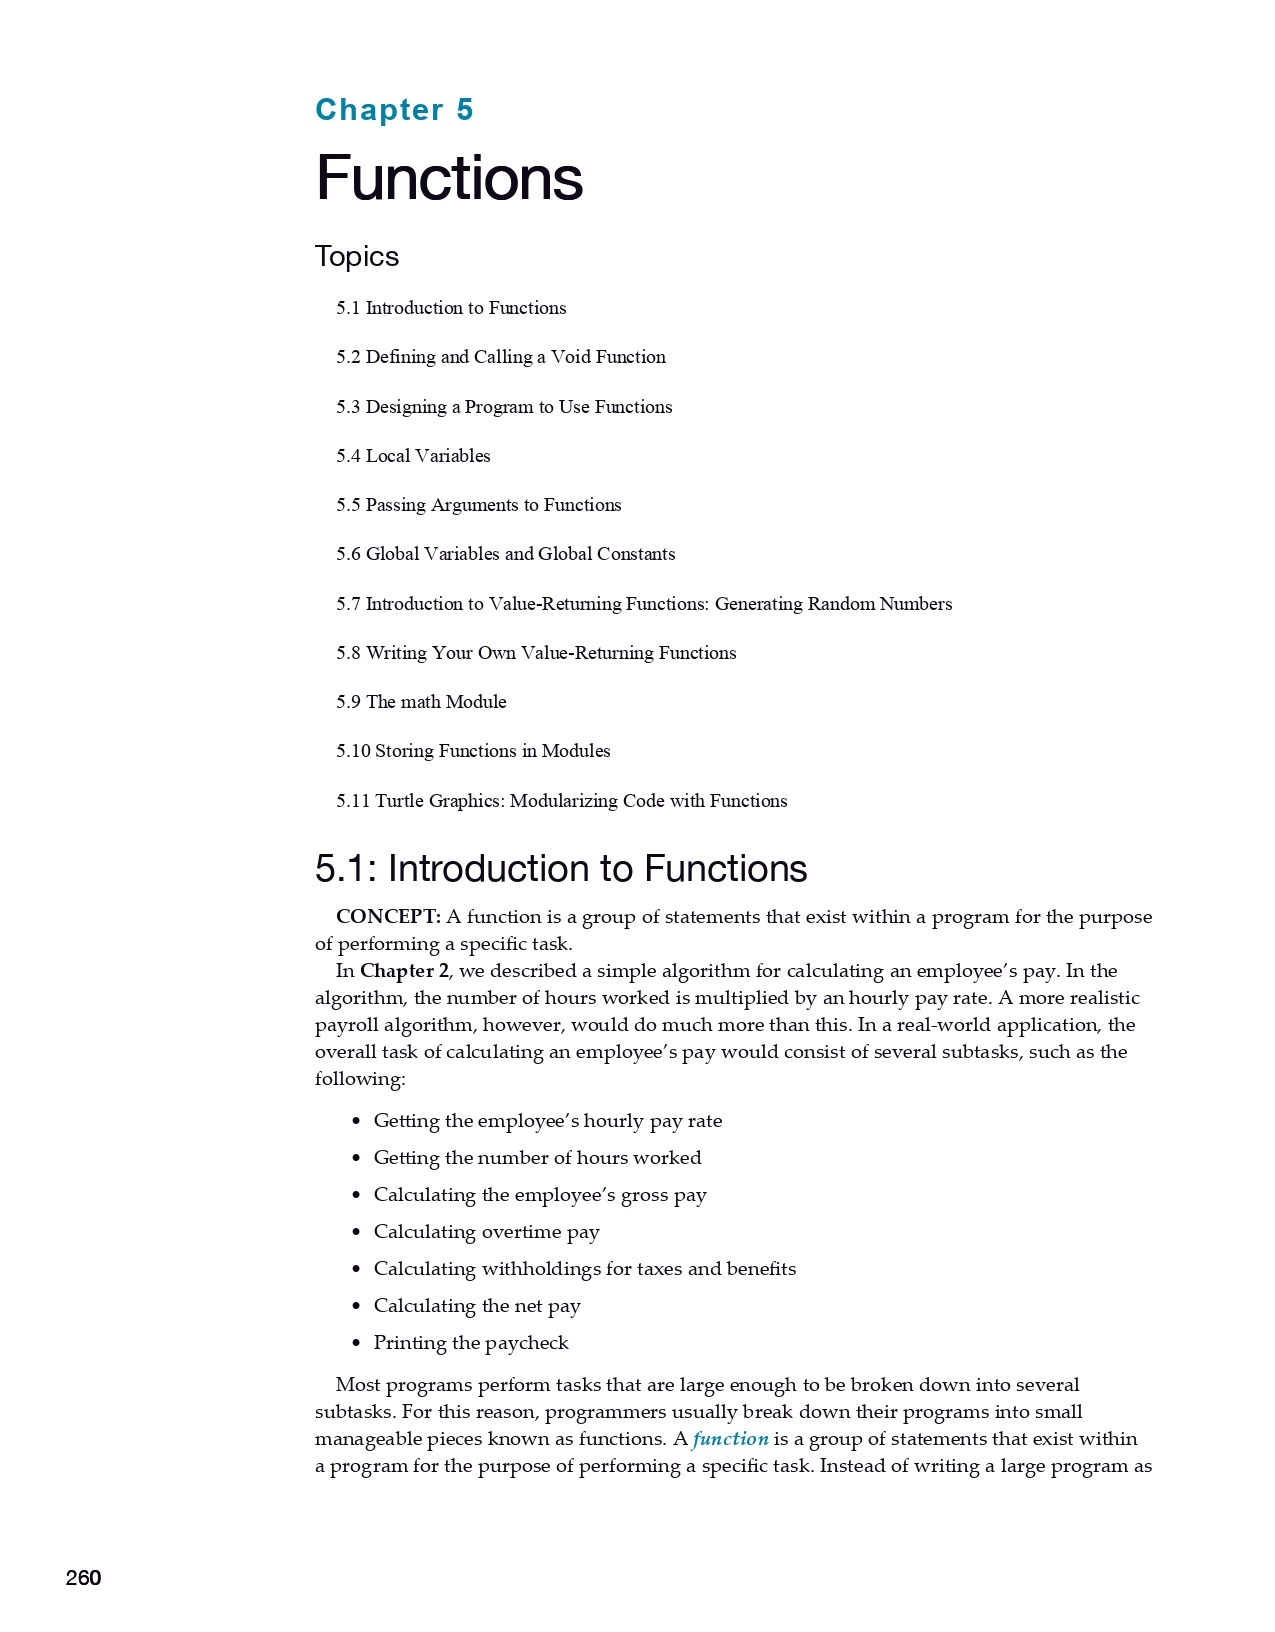 Chapter 5
Functions
Topics
5.1 Introduction to Functions
5.2 Defining and Calling a Void Function
5.3 Designing a Program to Use Functions
5.4 Local Variables
5.5 Passing Arguments to Functions
5.6 Global Variables and Global Constants
5.7 Introduction to Value-Returning Functions: Generating Random Numbers
5.8 Writing Your Own Value-Returning Functions
5.9 The math Module
5.10 Storing Functions in Modules
5.11 Turtle Graphics: Modularizing Code with Functions
5.1: Introduction to Functions
CONCEPT: A function is a group of statements that exist within a program for the purpose
of performing a specific task.
In Chapter 2, we described a simple algorithm for calculating an employee’s pay. In the
algorithm, the number of hours worked is multiplied by an hourly pay rate. A more realistic
payroll algorithm, however, would do much more than this. In a real-world application, the
overall task of calculating an employee’s pay would consist of several subtasks, such as the
following:
• Getting the employee’s hourly pay rate
• Getting the number of hours worked
• Calculating the employee’s gross pay
• Calculating overtime pay
• Calculating withholdings for taxes and benefits
• Calculating the net pay
• Printing the paycheck
Most programs perform tasks that are large enough to be broken down into several
subtasks. For this reason, programmers usually break down their programs into small
manageable pieces known as functions. A function is a group of statements that exist within
a program for the purpose of performing a specific task. Instead of writing a large program as
260